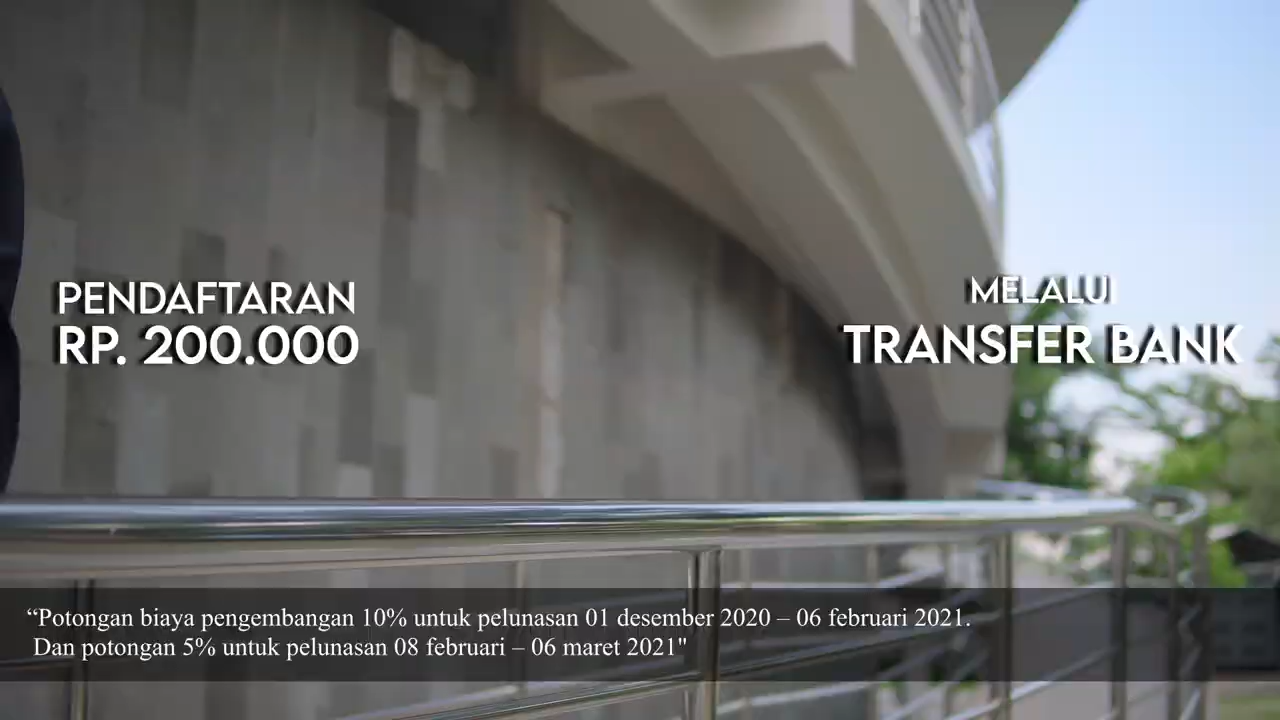 PENDAFTARAN
RP. 200.000
MELALUI
TRANSFER BANK
“Potongan biaya pengembangan 10% untuk pelunasan 01 desember 2020 – 06 februari 2021.
Dan potongan 5% untuk pelunasan 08 februari – 06 maret 2021"